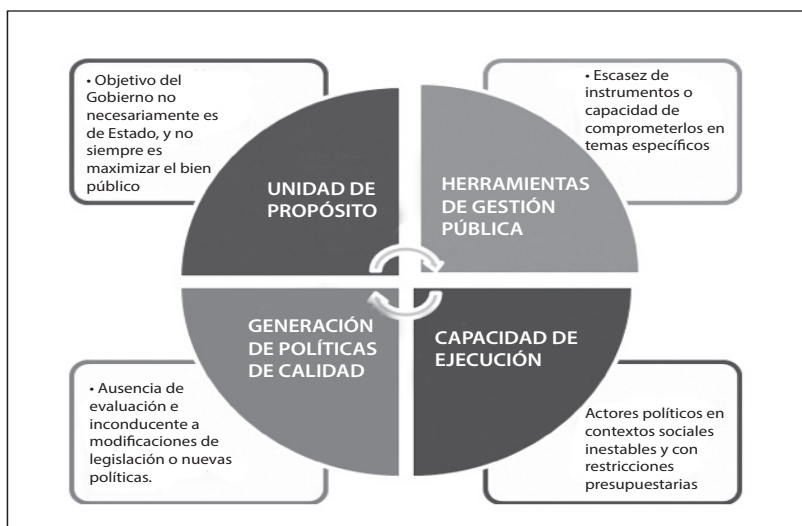 • Objetivo del
Gobierno no
necesariamente es
de Estado, y no
siempre es
maximizar el bien
público
UNIDAD DE
PROPÓSITO
• Escasez de
instrumentos o
capacidad de
comprometerlos en
temas específicos
HERRAMIENTAS
DE GESTIÓN
PÚBLICA
GENERACIÓN
DE POLÍTICAS
DE CALIDAD
• Ausencia de
evaluación e
inconducente a
modificaciones de
legislación o nuevas
políticas.
CAPACIDAD DE
EJECUCIÓN
Actores políticos en
contextos sociales
inestables y con
restricciones
presupuestarias